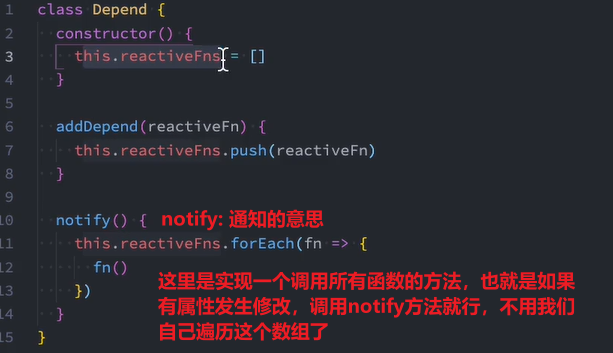 1 class Depend {
2 constructor() {
3 this.reactiveFns = []
4 }
5
6 addDepend(reactiveFn) {
7 this.reactiveFns.push(reactiveFn)
8 }
9
10 notify() { notify: 通知的意思
11 this.reactiveFns.forEach(fn => {
12 fn()
13 })
14 }
15 }
这里是实现一个调用所有函数的方法，也就是如果
有属性发生修改，调用notify方法就行，不用我们
自己遍历这个数组了